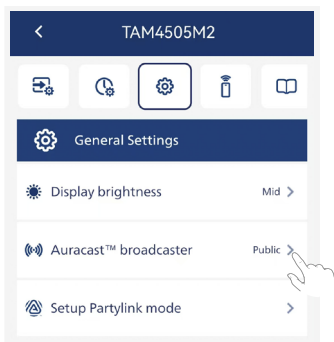 TAM4505M2
General Settings
Display brightness Mid
Auracast™ broadcaster Public
Setup Partylink mode